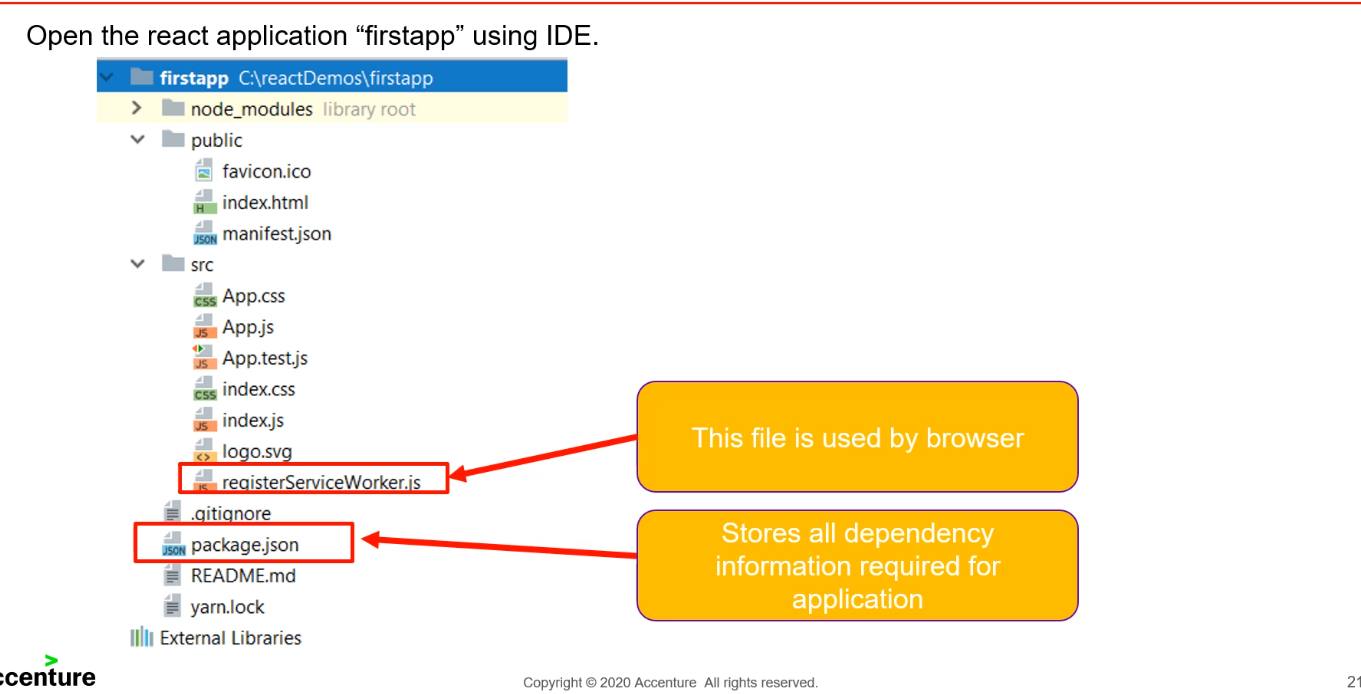 Open the react application “firstapp” using IDE.
firstapp C:\reactDemos\firstapp
node_modules library root
public
favicon.ico
H
index.html
JSON
manifest.json
src
CSS
App.css
JS
App.js
JS
App.test.js
CSS
index.css
JS
index.js
logo.svg
JS
registerServiceWorker.js
.gitignore
JSON
package.json
README.md
yarn.lock
External Libraries
This file is used by browser
Stores all dependency
information required for
application
>
ccenture
Copyright © 2020 Accenture All rights reserved.
21